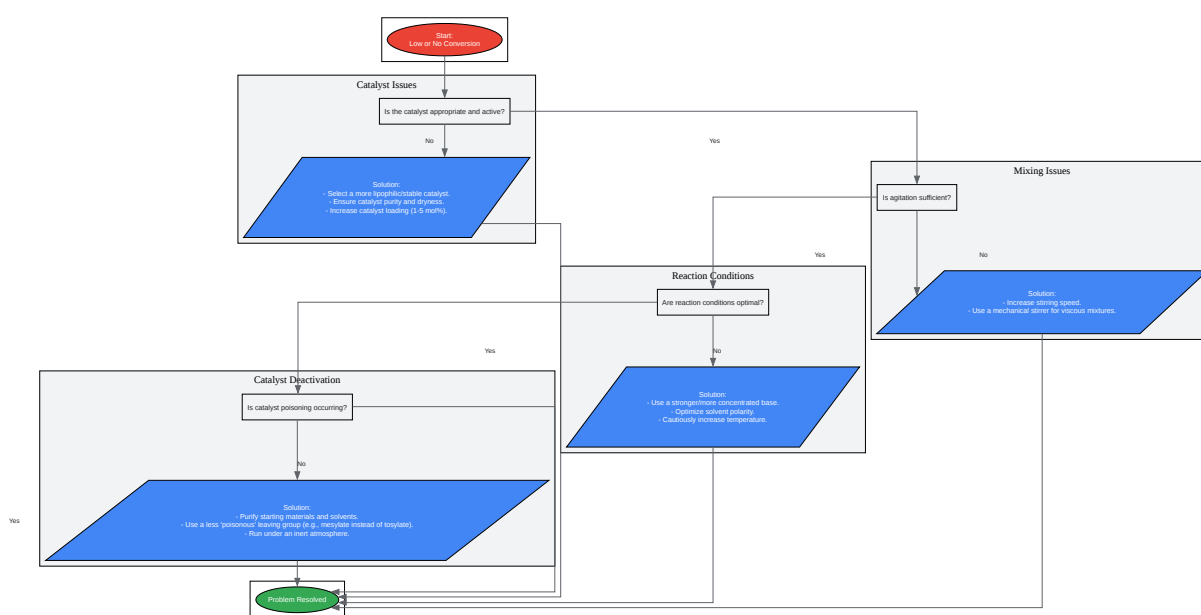 Start:
Low or No Conversion
Catalyst Issues
Is the catalyst appropriate and active?
No
Yes
Solution:
- Select a more lipophilic/stable catalyst.
- Ensure catalyst purity and dryness.
- Increase catalyst loading (1-5 mol%).
Mixing Issues
Is agitation sufficient?
Yes
No
Solution:
- Increase stirring speed.
- Use a mechanical stirrer for viscous mixtures.
Reaction Conditions
Are reaction conditions optimal?
Yes
No
Solution:
- Use a stronger/more concentrated base.
- Optimize solvent polarity.
- Cautiously increase temperature.
Catalyst Deactivation
Is catalyst poisoning occurring?
No
Yes
Solution:
- Purify starting materials and solvents.
- Use a less 'poisonous' leaving group (e.g., mesylate instead of tosylate).
- Run under an inert atmosphere.
Problem Resolved